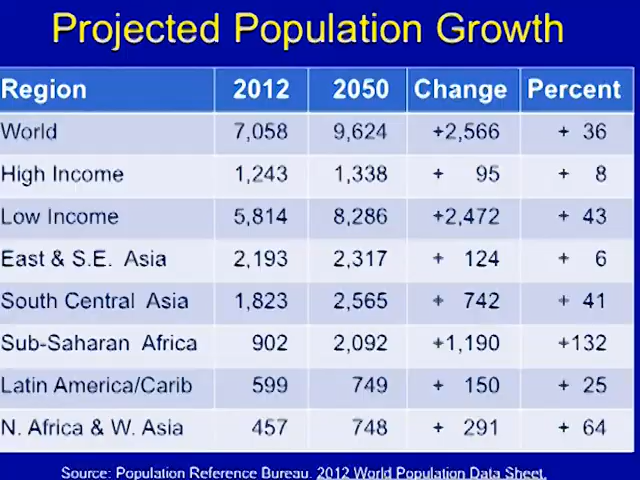 Projected Population Growth
Region 2012 2050 Change Percent
World 7,058 9,624 +2,566 + 36
High Income 1,243 1,338 + 95 + 8
Low Income 5,814 8,286 +2,472 + 43
East & S.E. Asia 2,193 2,317 + 124 + 6
South Central Asia 1,823 2,565 + 742 + 41
Sub-Saharan Africa 902 2,092 +1,190 +132
Latin America/Carib 599 749 + 150 + 25
N. Africa & W. Asia 457 748 + 291 + 64
Source: Population Reference Bureau. 2012 World Population Data Sheet.